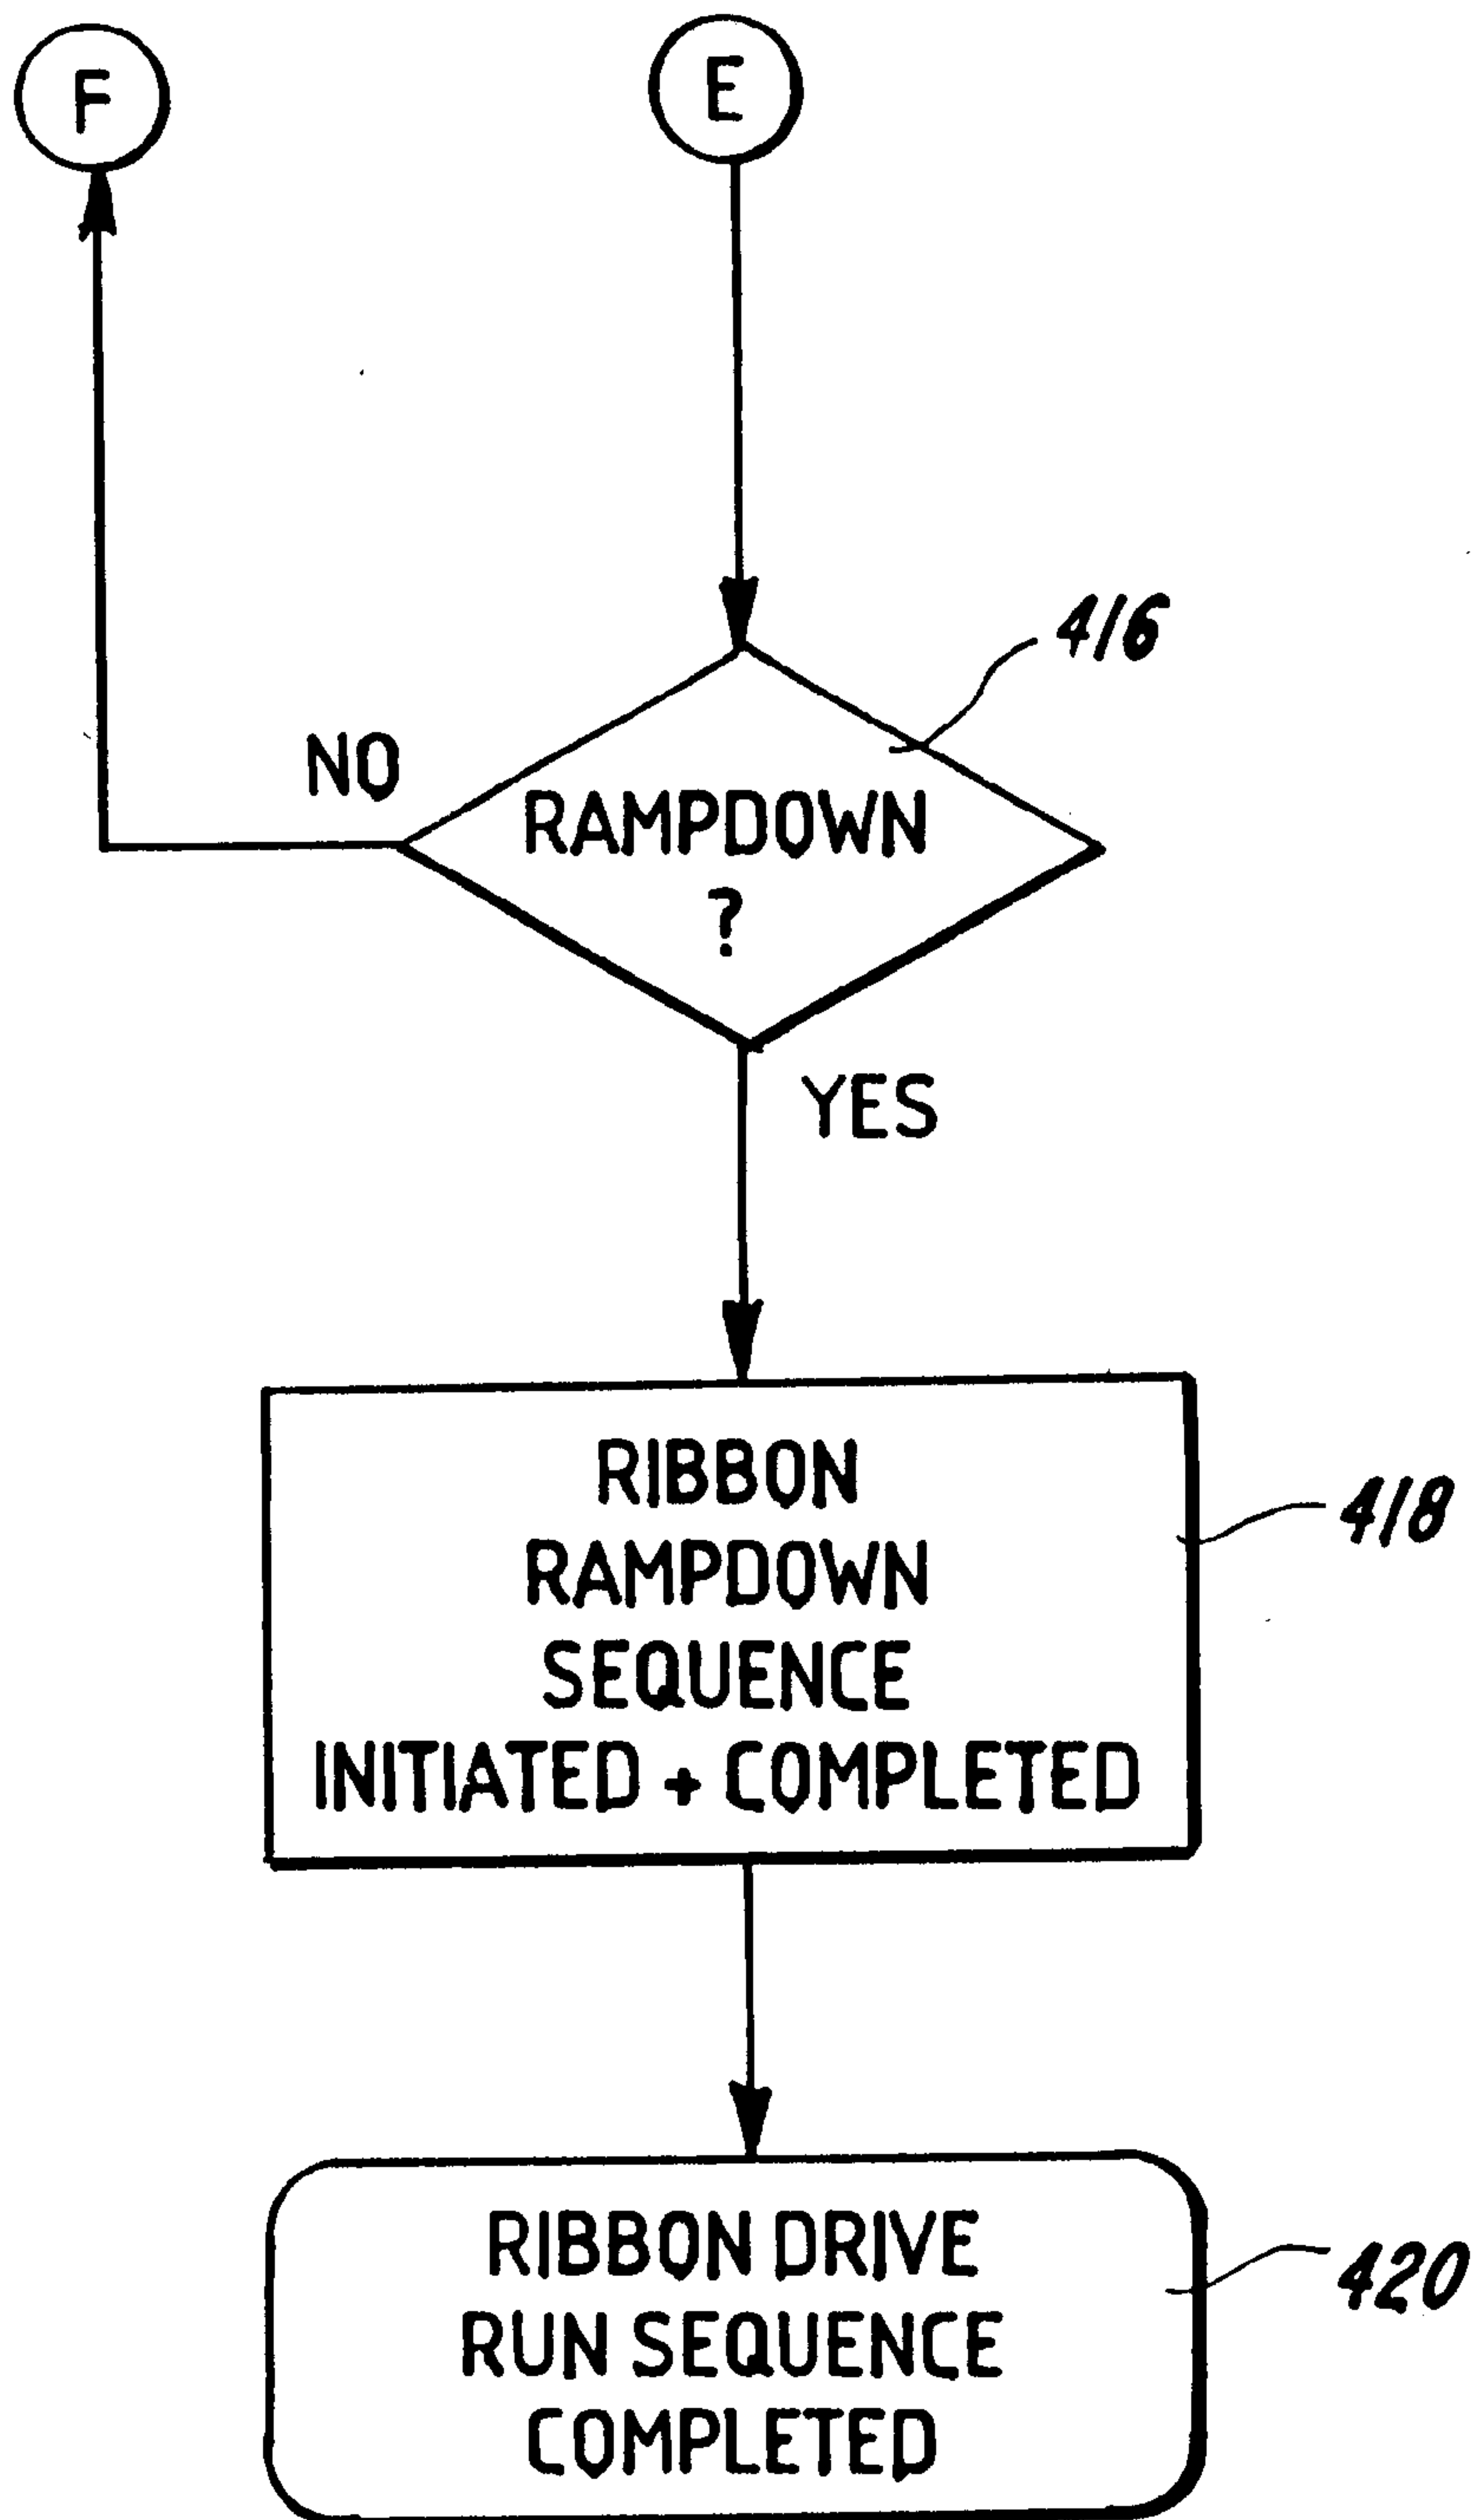 F
E
416
NO
RAMPDOWN
?
YES
RIBBON
RAMPDOWN
SEQUENCE
INITIATED + COMPLETED
418
RIBBON DRIVE
RUN SEQUENCE
COMPLETED
420